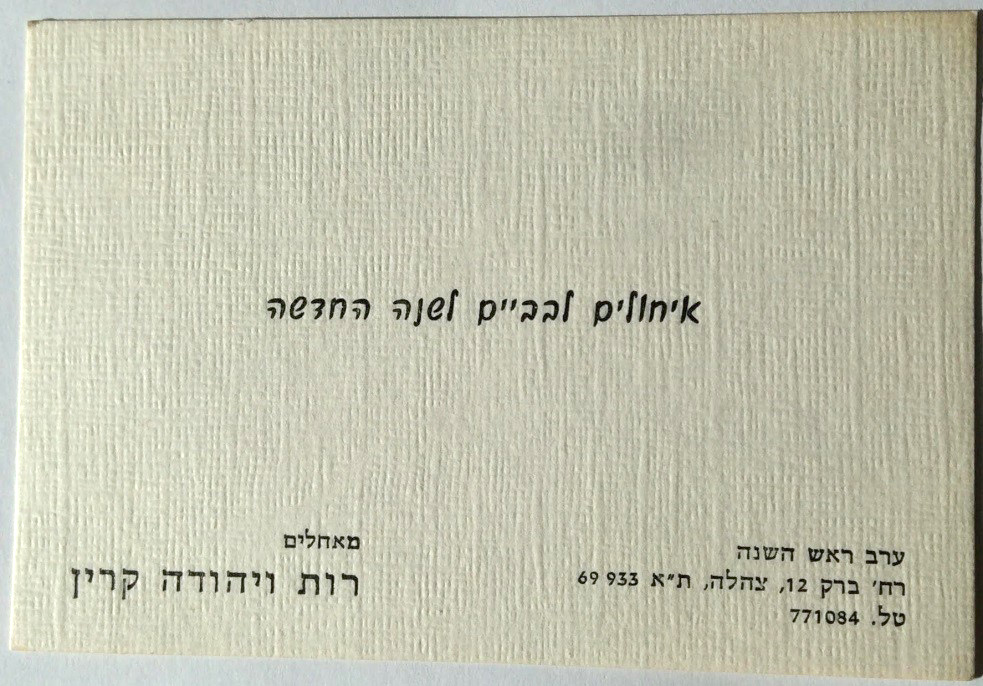 איחולים לבביים לשנה החדשה
ערב ראש השנה
רח' ברק 12, צהלה, ת"א 933 69
טל. 771084
מאחלים
רות ויהודה קרין